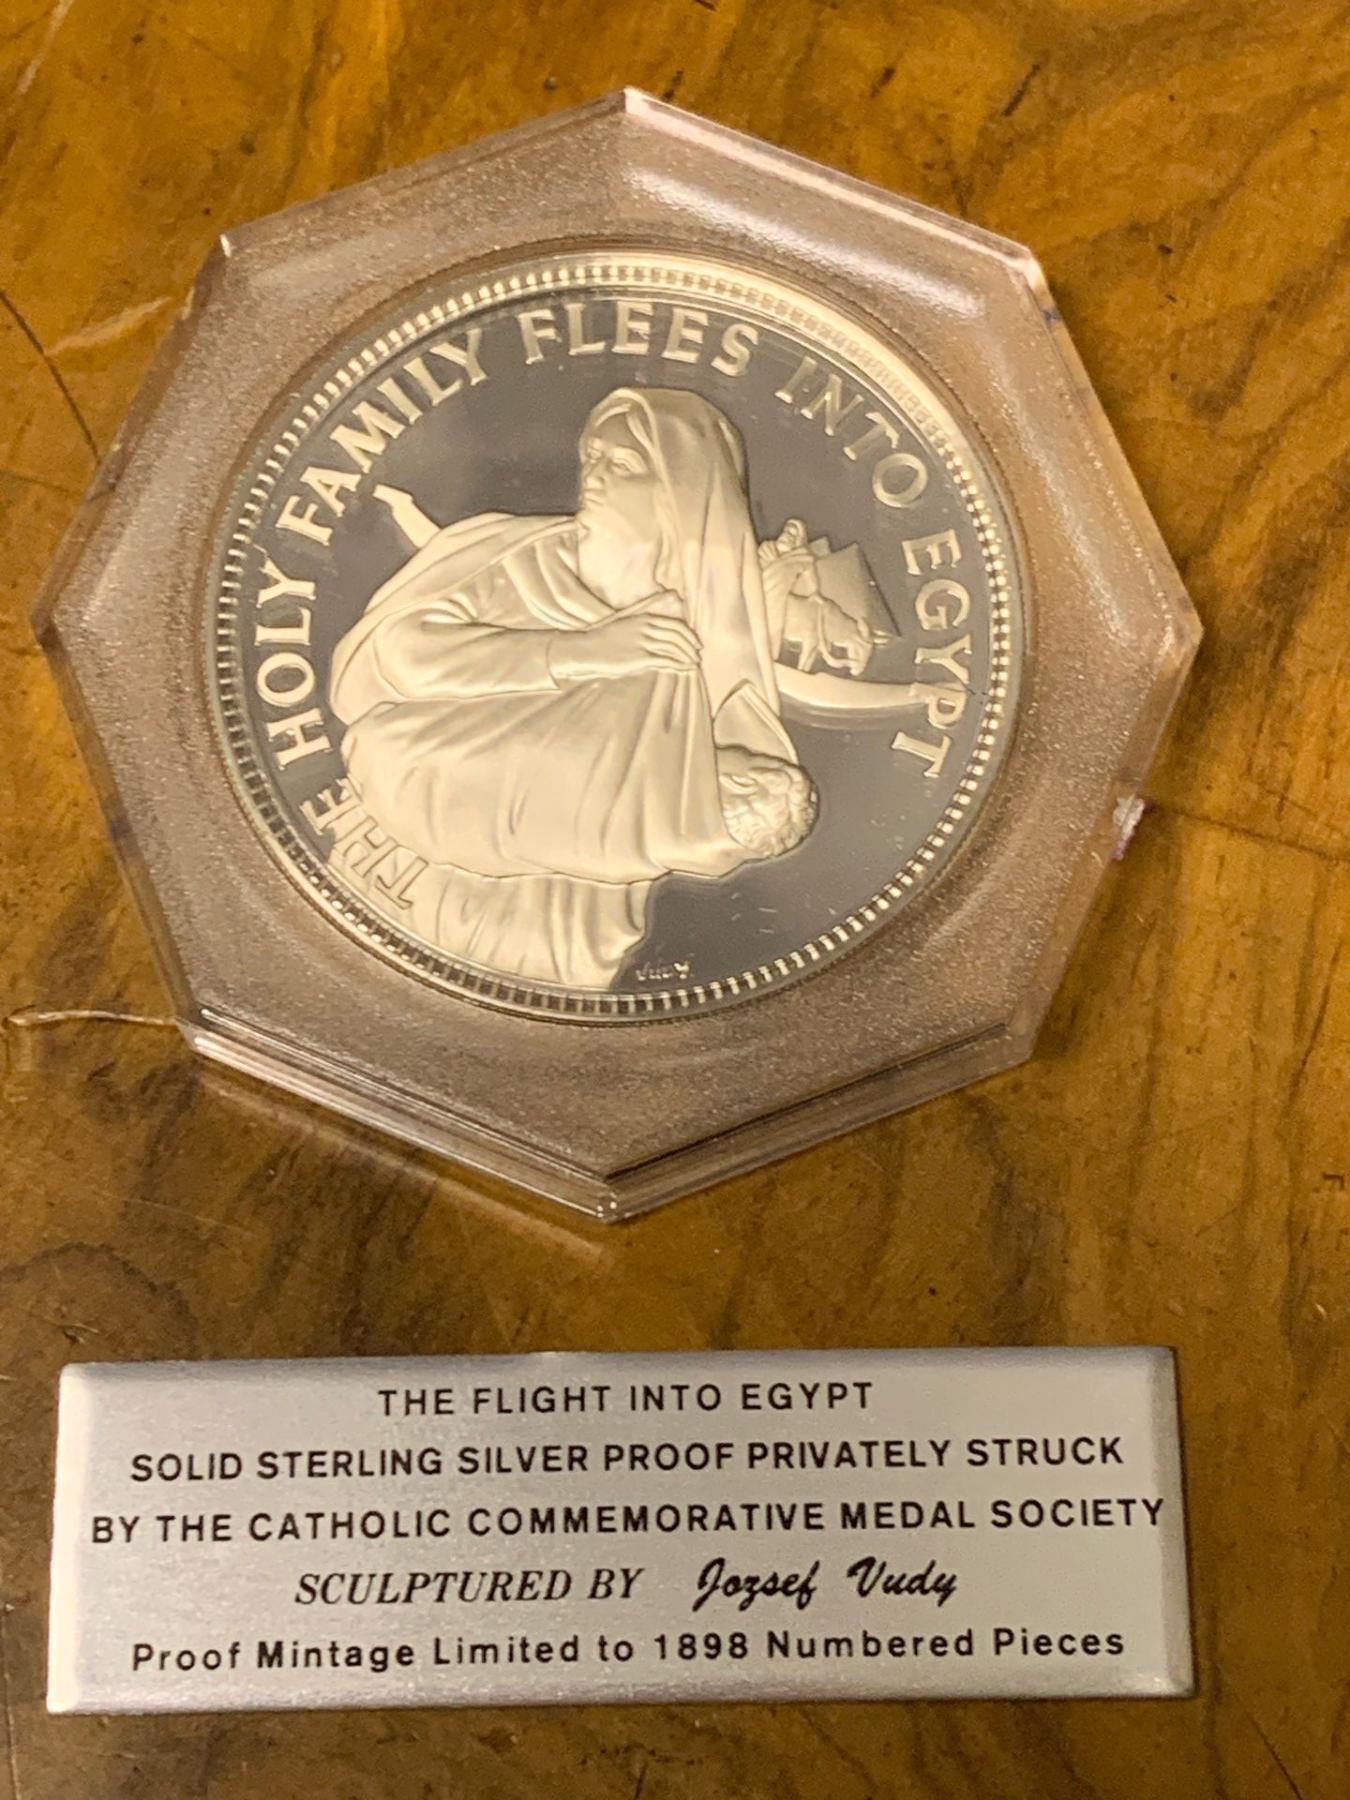 THE HOLY FAMILY FLEES INTO EGYPT
VUDY
THE FLIGHT INTO EGYPT
SOLID STERLING SILVER PROOF PRIVATELY STRUCK
BY THE CATHOLIC COMMEMORATIVE MEDAL SOCIETY
SCULPTURED BY Jozsef Vudy
Proof Mintage Limited to 1898 Numbered Pieces